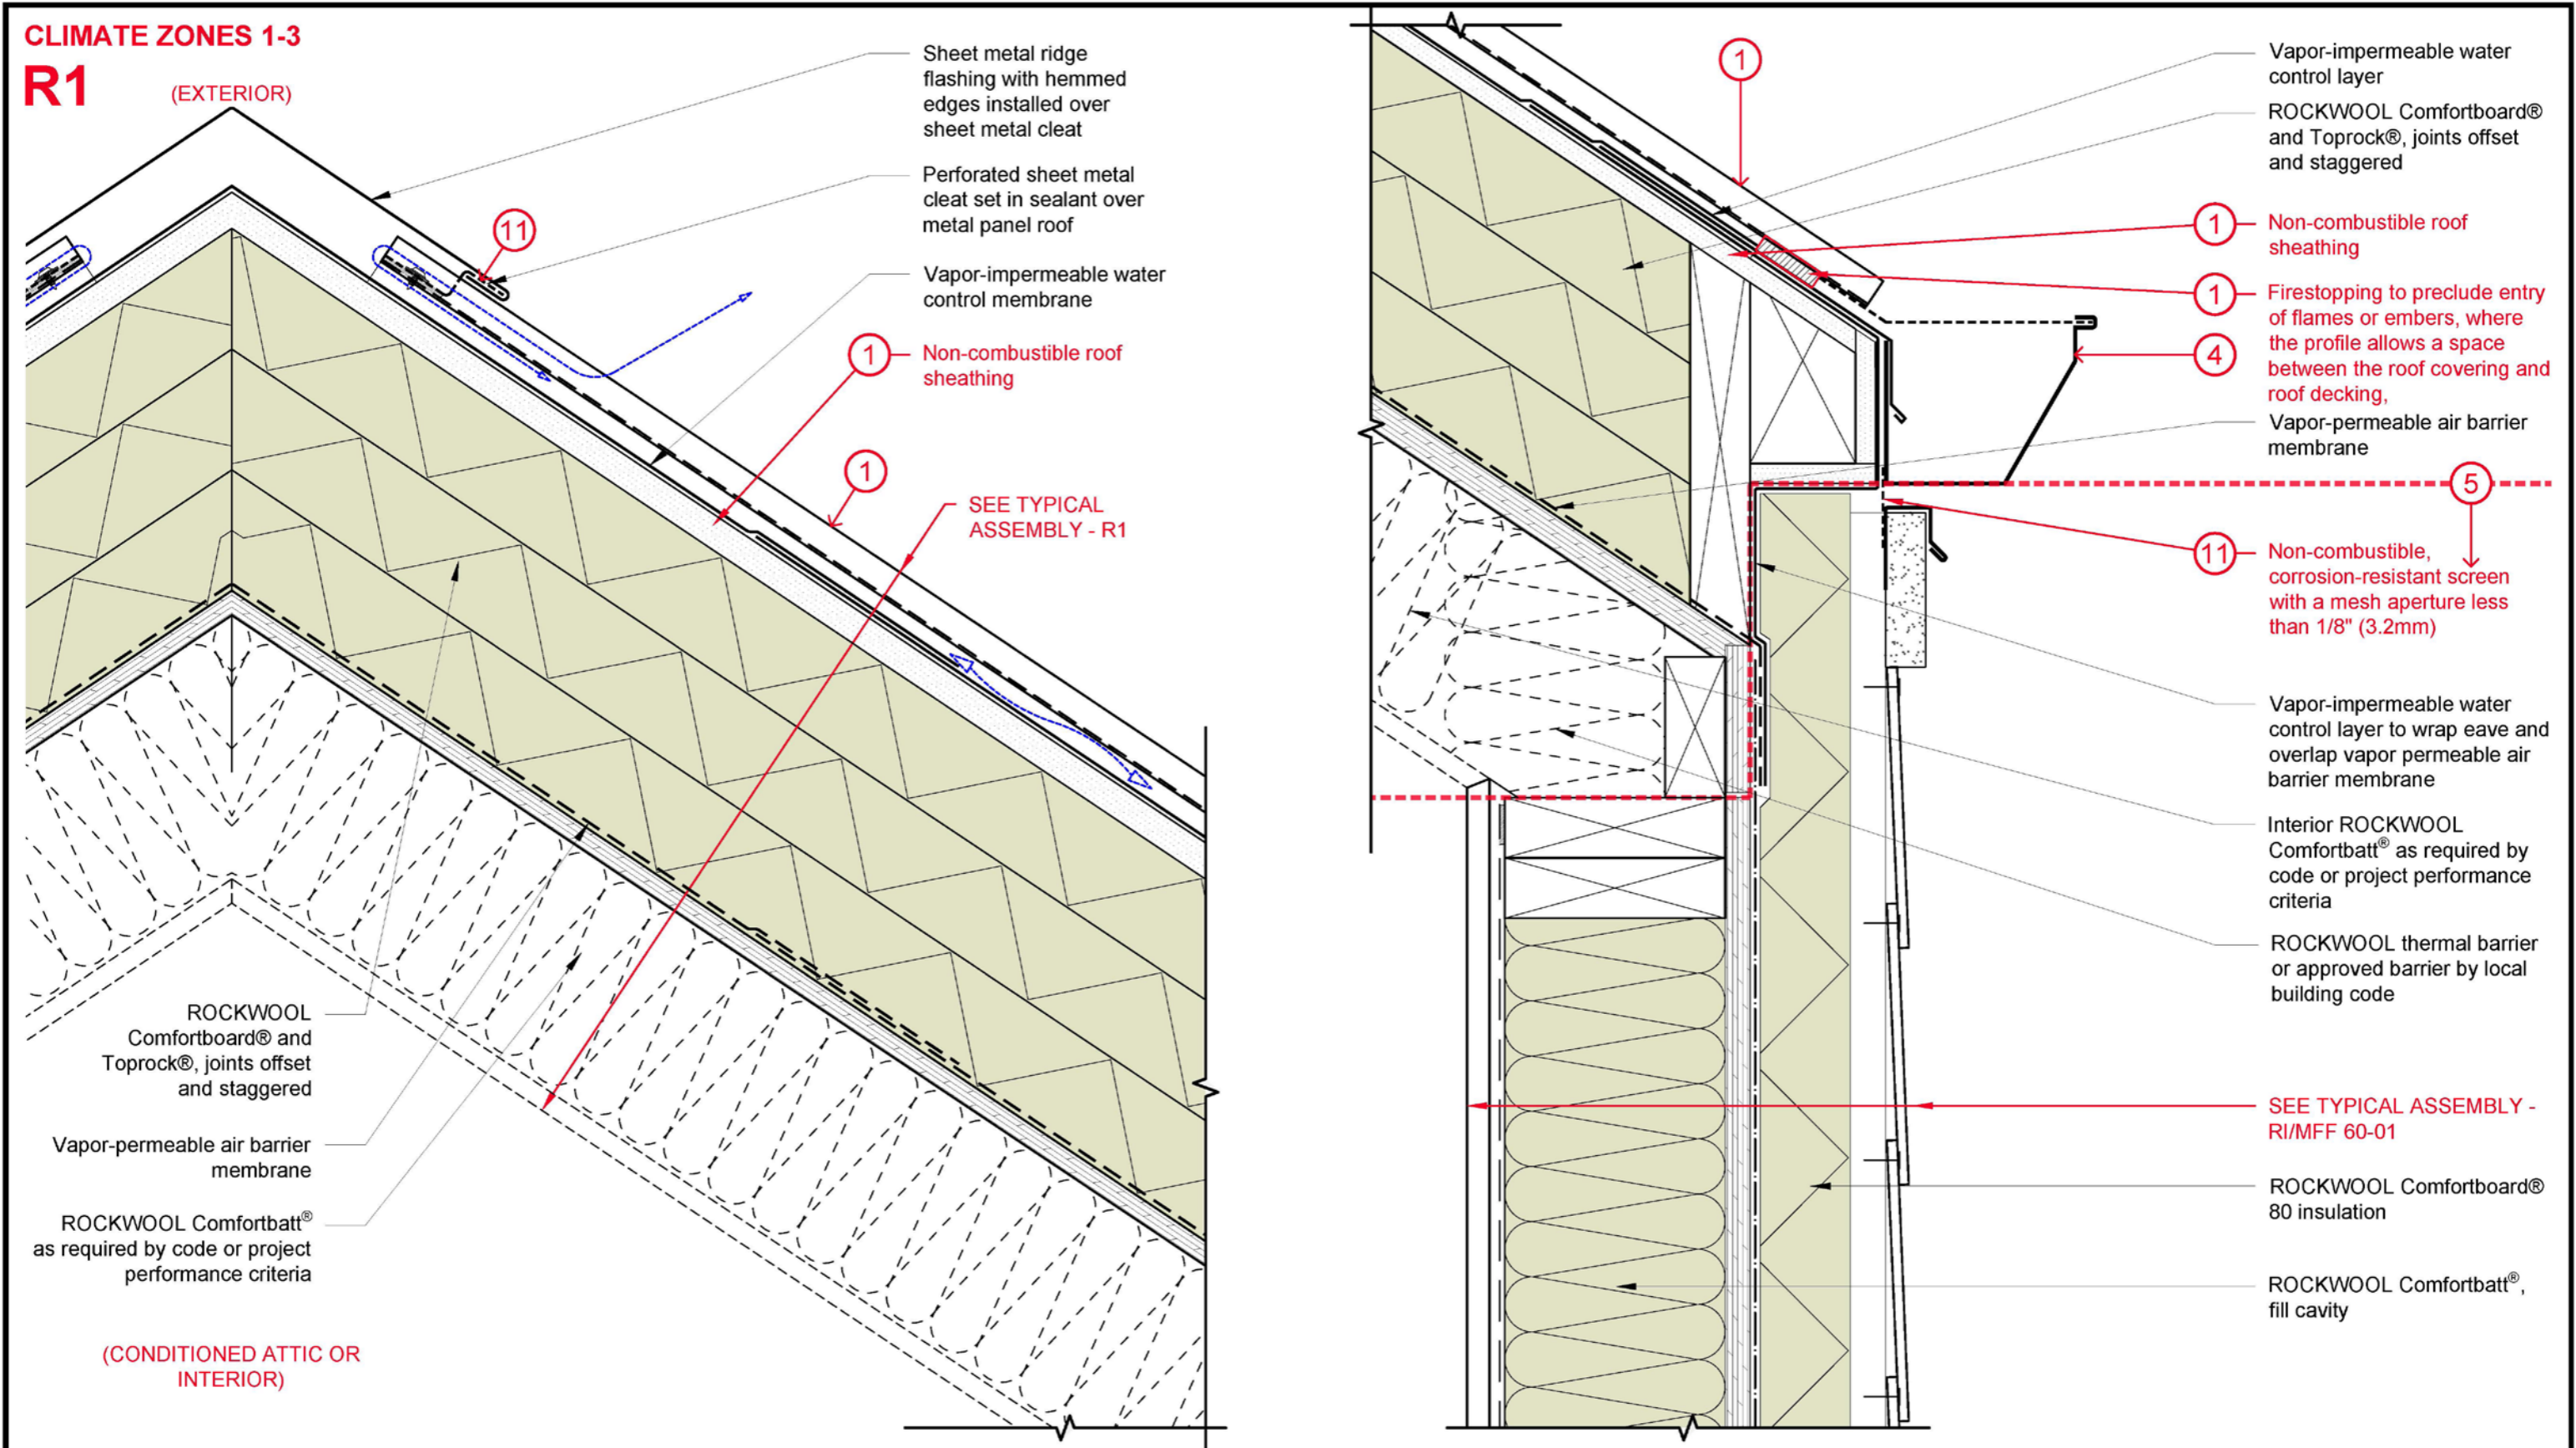 CLIMATE ZONES 1-3
R1
(EXTERIOR)
Sheet metal ridge
flashing with hemmed
edges installed over
sheet metal cleat
Perforated sheet metal
cleat set in sealant over
metal panel roof
11
Vapor-impermeable water
control membrane
1
Non-combustible roof
sheathing
1
SEE TYPICAL
ASSEMBLY - R1
ROCKWOOL
Comfortboard® and
Toprock®, joints offset
and staggered
Vapor-permeable air barrier
membrane
ROCKWOOL Comfortbatt®
as required by code or project
performance criteria
(CONDITIONED ATTIC OR
INTERIOR)
1
Vapor-impermeable water
control layer
ROCKWOOL Comfortboard®
and Toprock®, joints offset
and staggered
1
Non-combustible roof
sheathing
1
Firestopping to preclude entry
of flames or embers, where
the profile allows a space
between the roof covering and
roof decking,
4
Vapor-permeable air barrier
membrane
5
11
Non-combustible,
corrosion-resistant screen
with a mesh aperture less
than 1/8" (3.2mm)
Vapor-impermeable water
control layer to wrap eave and
overlap vapor permeable air
barrier membrane
Interior ROCKWOOL
Comfortbatt® as required by
code or project performance
criteria
ROCKWOOL thermal barrier
or approved barrier by local
building code
SEE TYPICAL ASSEMBLY -
RI/MFF 60-01
ROCKWOOL Comfortboard®
80 insulation
ROCKWOOL Comfortbatt®,
fill cavity